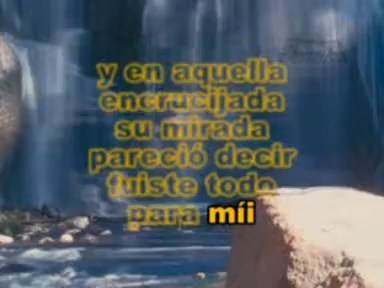 y en aquella
encrucijada
su mirada
pareció decir
fuiste todo
para míi